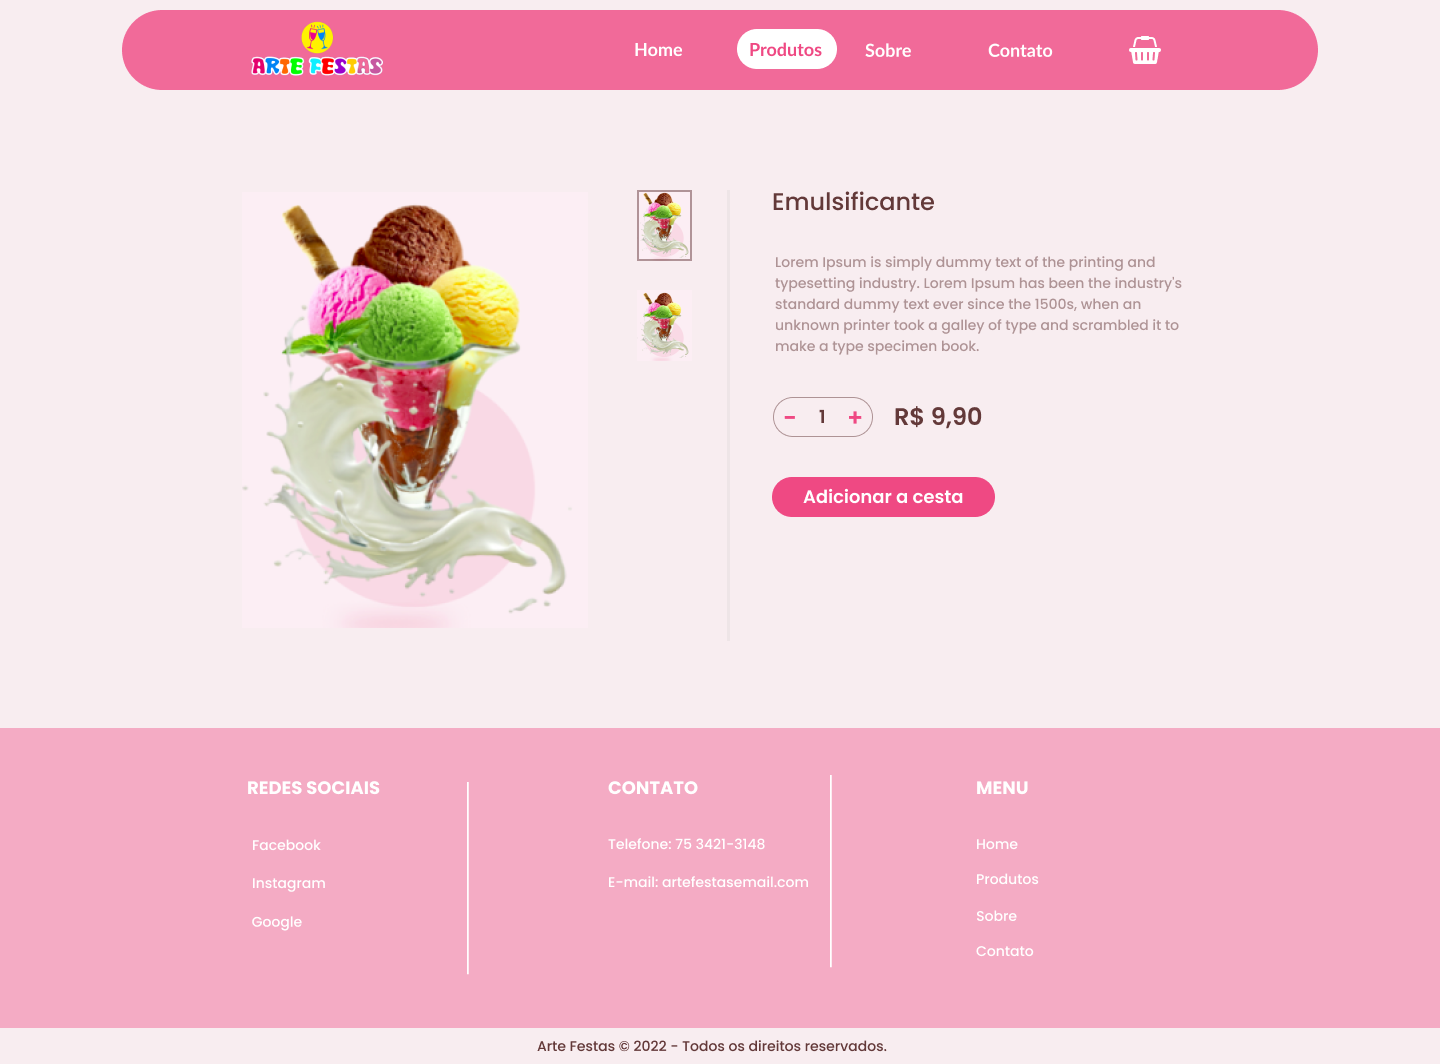 ARTE FESTAS
Home
Produtos
Sobre
Contato
Emulsificante
Lorem Ipsum is simply dummy text of the printing and
typesetting industry. Lorem Ipsum has been the industry's
standard dummy text ever since the 1500s, when an
unknown printer took a galley of type and scrambled it to
make a type specimen book.
- 1 + R$ 9,90
Adicionar a cesta
REDES SOCIAIS
Facebook
Instagram
Google
CONTATO
Telefone: 75 3421-3148
E-mail: artefestasemail.com
MENU
Home
Produtos
Sobre
Contato
Arte Festas © 2022 - Todos os direitos reservados.